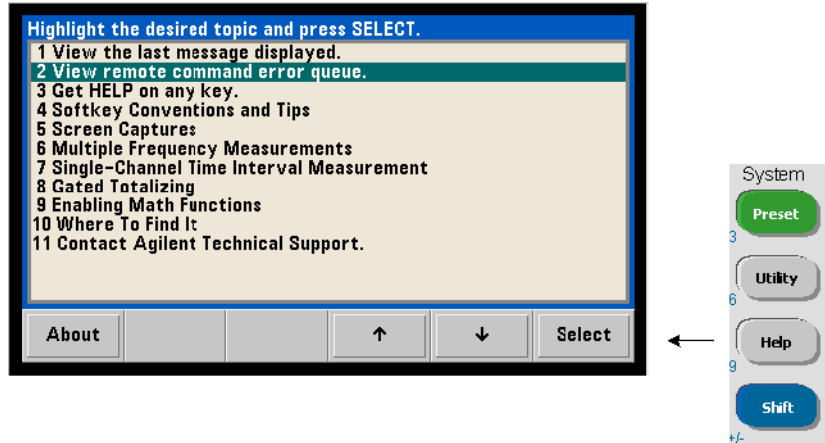 Highlight the desired topic and press SELECT.
1 View the last message displayed.
2 View remote command error queue.
3 Get HELP on any key.
4 Softkey Conventions and Tips
5 Screen Captures
6 Multiple Frequency Measurements
7 Single-Channel Time Interval Measurement
8 Gated Totalizing
9 Enabling Math Functions
10 Where To Find It
11 Contact Agilent Technical Support.
About ↑ ↓ Select
System
Preset
3
Utility
6
Help
9
Shift
+/-